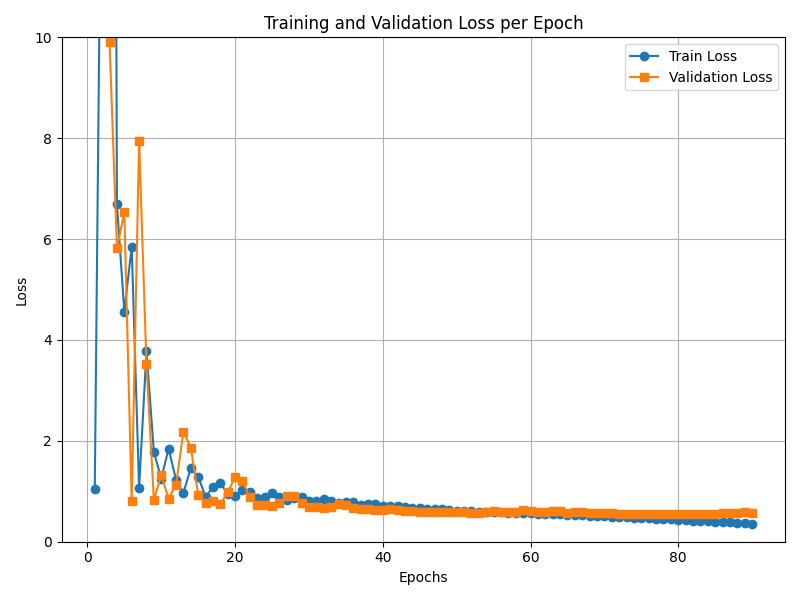 Training and Validation Loss per Epoch
Train Loss
Validation Loss
10
8
6
4
2
0
Loss
0 20 40 60 80
Epochs